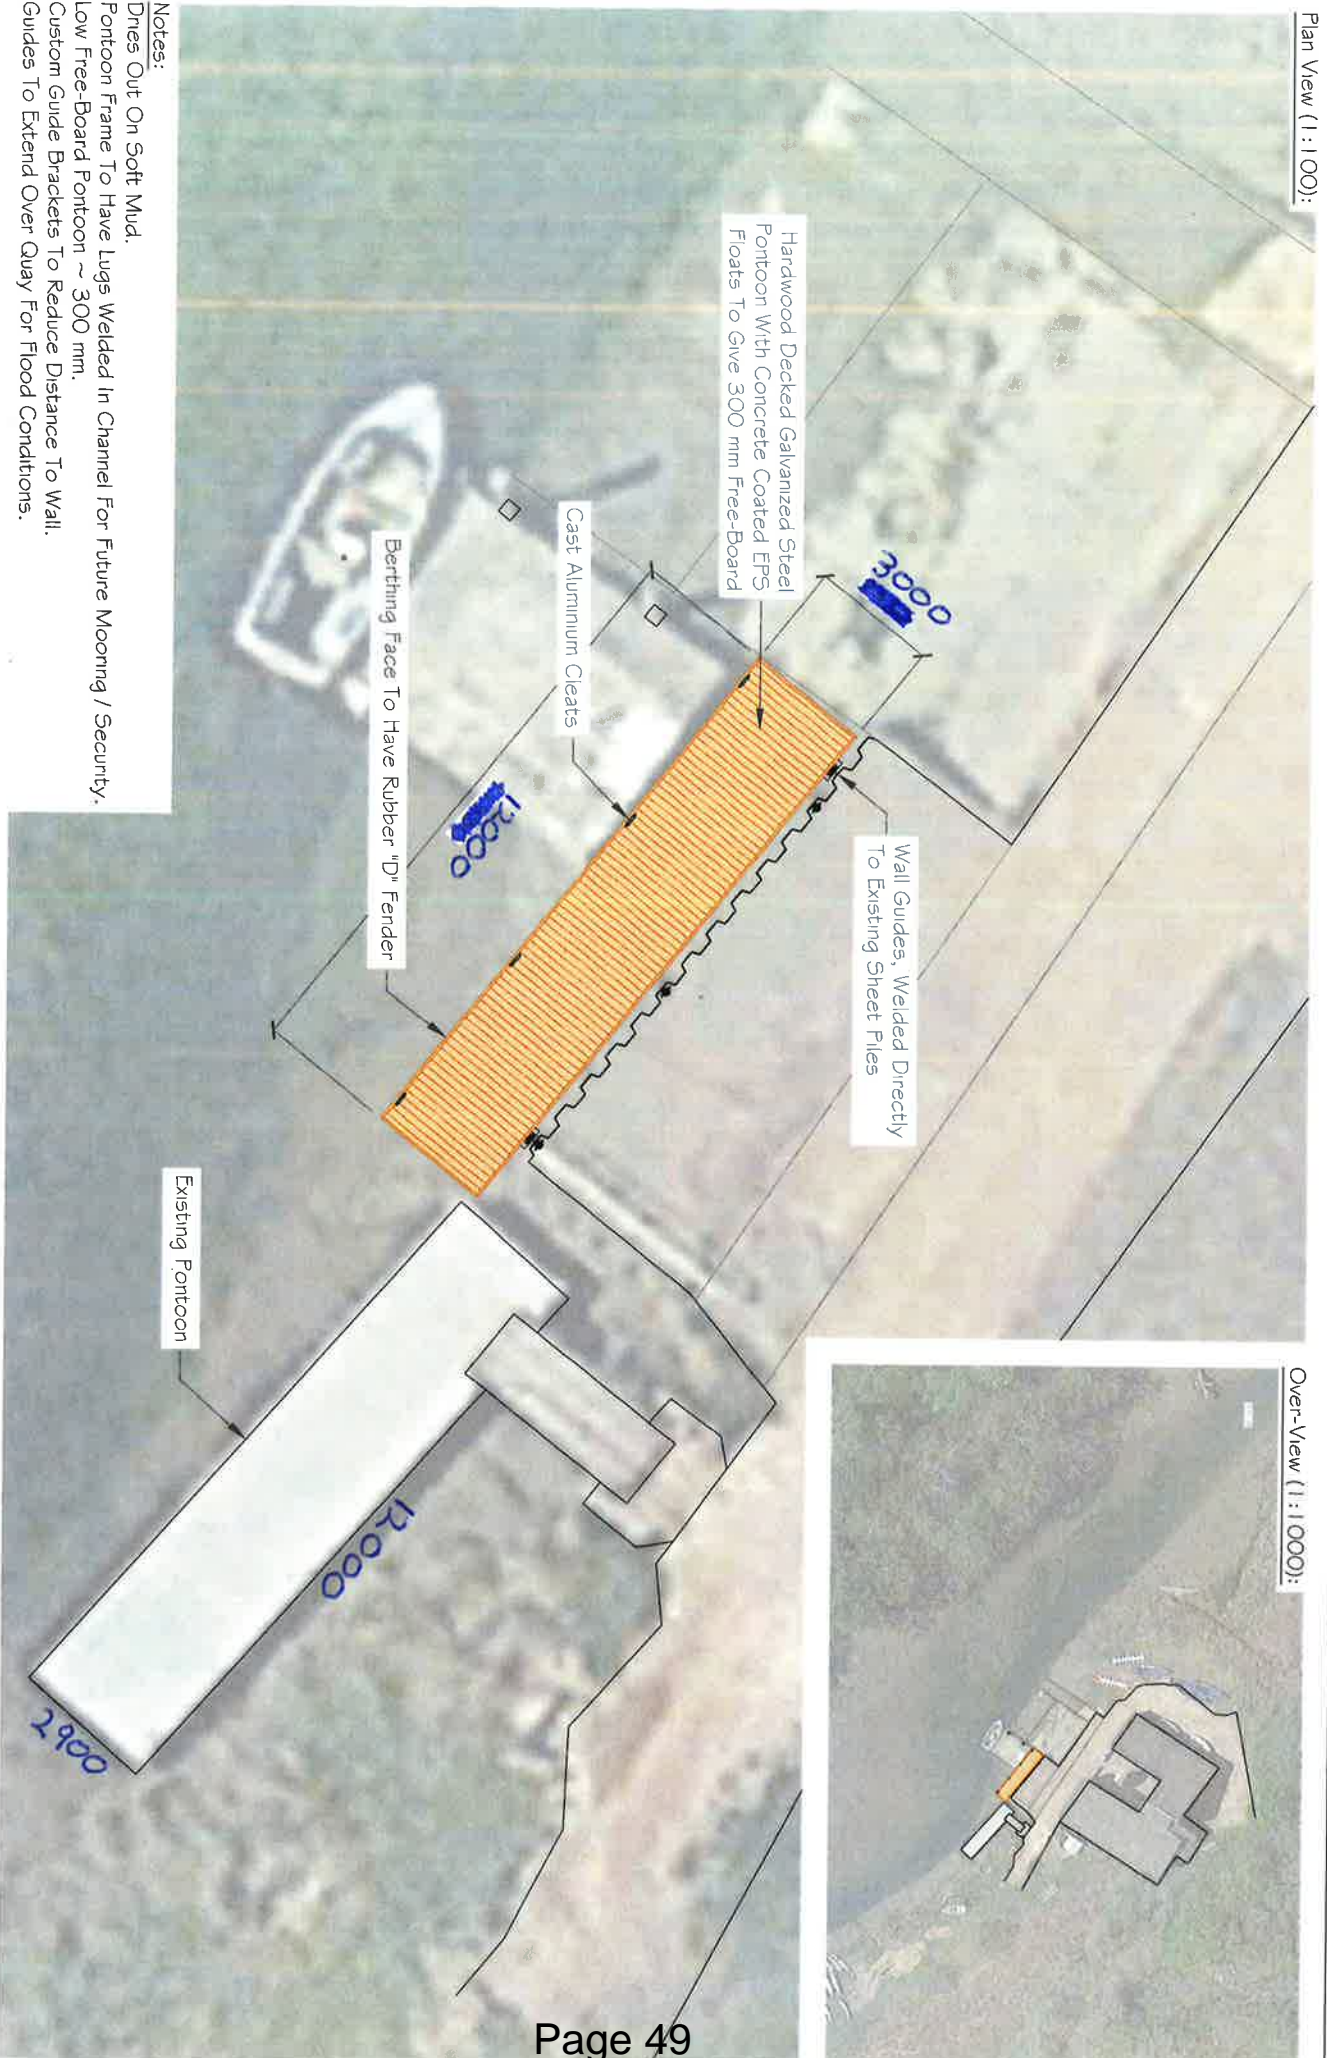 Plan View (1:100):
Over-View (1:1000):
3000
Hardwood Decked Galvanized Steel
Pontoon With Concrete Coated EPS
Floats To Give 300 mm Free-Board
Wall Guides, Welded Directly
To Existing Sheet Piles
Cast Aluminium Cleats
12000
Berthing Face To Have Rubber "D" Fender
Existing Pontoon
12000
2900
Notes:
Dries Out On Soft Mud.
Pontoon Frame To Have Lugs Welded In Channel For Future Mooring / Security.
Low Free-Board Pontoon ~ 300 mm.
Custom Guide Brackets To Reduce Distance To Wall.
Guides To Extend Over Quay For Flood Conditions.
Page 49